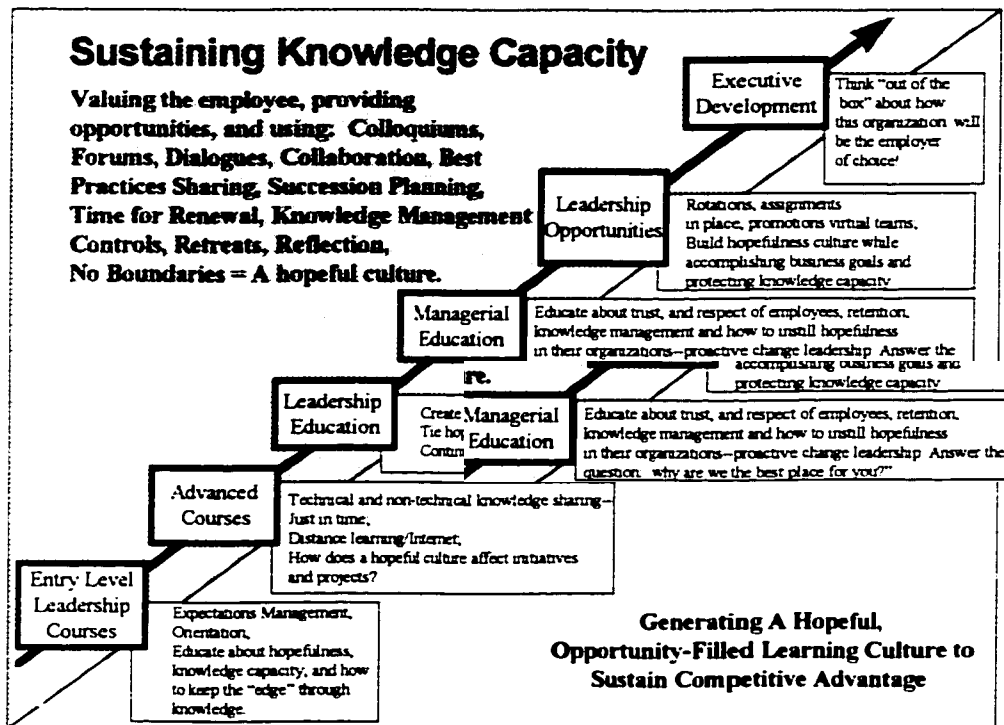 Sustaining Knowledge Capacity
Valuing the employee, providing
opportunities, and using: Colloquiums,
Forums, Dialogues, Collaboration, Best
Practices Sharing, Succession Planning,
Time for Renewal, Knowledge Management
Controls, Retreats, Reflection,
No Boundaries = A hopeful culture.
Executive
Development
Think "out of the
box" about how
this organization will
be the employer
of choice!
Leadership
Opportunities
Rotations, assignments
in place, promotions virtual teams,
Build hopefulness culture while
accomplishing business goals and
protecting knowledge capacity
Managerial
Education
Educate about trust, and respect of employees, retention,
knowledge management and how to instill hopefulness
in their organizations--proactive change leadership Answer the
accomplishing business goals and
protecting knowledge capacity
re.
Leadership
Education
Create
Tie
Managerial
Education
Educate about trust, and respect of employees, retention,
knowledge management and how to instill hopefulness
in their organizations--proactive change leadership Answer the
question: why are we the best place for you?"
Advanced
Courses
Technical and non-technical knowledge sharing--
Just in time,
Distance learning/Internet,
How does a hopeful culture affect initiatives
and projects?
Entry Level
Leadership
Courses
Expectations Management,
Orientation,
Educate about hopefulness,
knowledge capacity, and how
to keep the "edge" through
knowledge.
Generating A Hopeful,
Opportunity-Filled Learning Culture to
Sustain Competitive Advantage